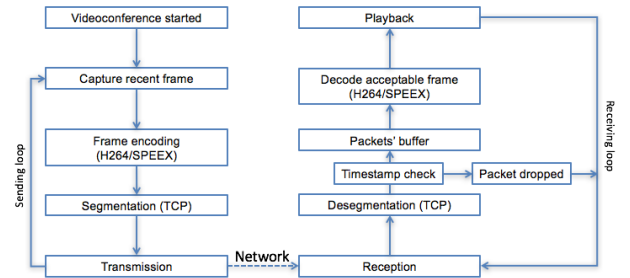 Videoconference started
Capture recent frame
Frame encoding
(H264/SPEEX)
Segmentation (TCP)
Transmission
Sending loop
Network
Playback
Decode acceptable frame
(H264/SPEEX)
Packets' buffer
Timestamp check
Packet dropped
Desegmentation (TCP)
Reception
Receiving loop